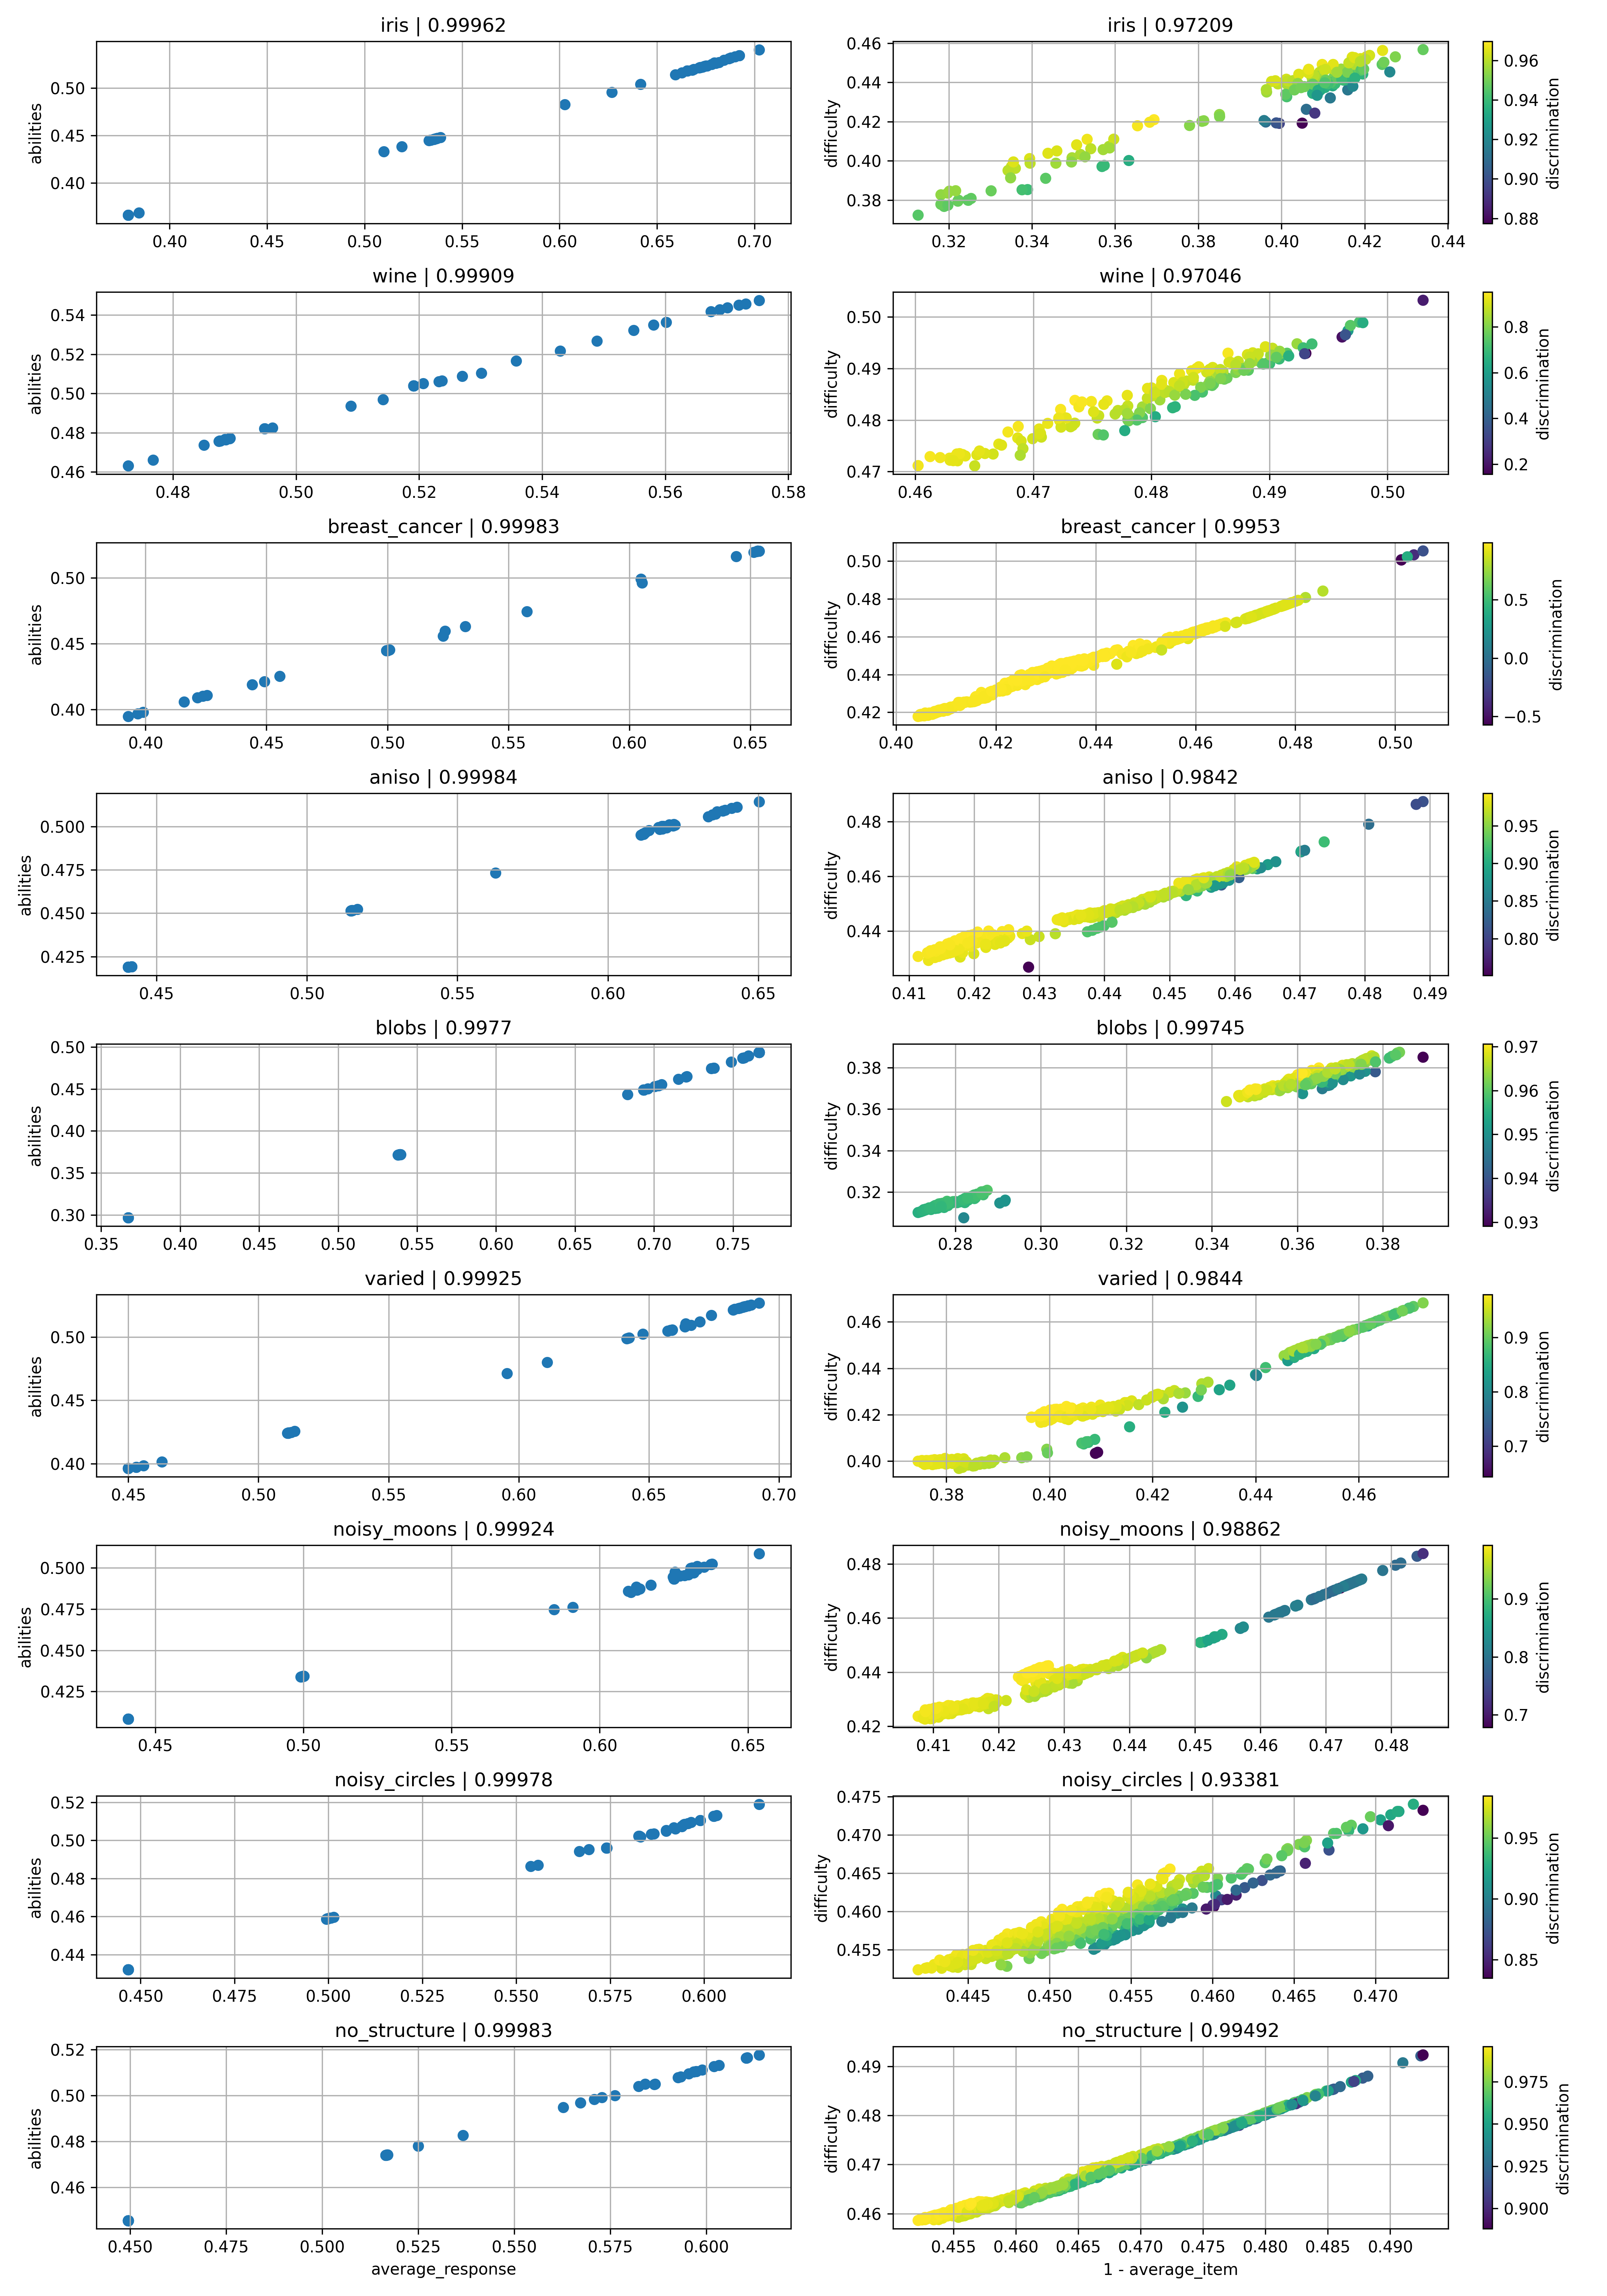 iris | 0.99962
iris | 0.97209
abilities
0.50
0.45
0.40
0.40 0.45 0.50 0.55 0.60 0.65 0.70
difficulty
0.46
0.44
0.42
0.40
0.38
0.32 0.34 0.36 0.38 0.40 0.42 0.44
0.96
0.94
0.92
0.90
0.88
discrimination
wine | 0.99909
wine | 0.97046
abilities
0.54
0.52
0.50
0.48
0.46
0.48 0.50 0.52 0.54 0.56 0.58
difficulty
0.50
0.49
0.48
0.47
0.46 0.47 0.48 0.49 0.50
0.8
0.6
0.4
0.2
discrimination
breast_cancer | 0.99983
breast_cancer | 0.9953
abilities
0.50
0.45
0.40
0.40 0.45 0.50 0.55 0.60 0.65
difficulty
0.50
0.48
0.46
0.44
0.42
0.40 0.42 0.44 0.46 0.48 0.50
0.5
0.0
−0.5
discrimination
aniso | 0.99984
aniso | 0.9842
abilities
0.500
0.475
0.450
0.425
0.45 0.50 0.55 0.60 0.65
difficulty
0.48
0.46
0.44
0.41 0.42 0.43 0.44 0.45 0.46 0.47 0.48 0.49
0.95
0.90
0.85
0.80
discrimination
blobs | 0.9977
blobs | 0.99745
abilities
0.50
0.45
0.40
0.35
0.30
0.35 0.40 0.45 0.50 0.55 0.60 0.65 0.70 0.75
difficulty
0.38
0.36
0.34
0.32
0.28 0.30 0.32 0.34 0.36 0.38
0.97
0.96
0.95
0.94
0.93
discrimination
varied | 0.99925
varied | 0.9844
abilities
0.50
0.45
0.40
0.45 0.50 0.55 0.60 0.65 0.70
difficulty
0.46
0.44
0.42
0.40
0.38 0.40 0.42 0.44 0.46
0.9
0.8
0.7
discrimination
noisy_moons | 0.99924
noisy_moons | 0.98862
abilities
0.500
0.475
0.450
0.425
0.45 0.50 0.55 0.60 0.65
difficulty
0.48
0.46
0.44
0.42
0.41 0.42 0.43 0.44 0.45 0.46 0.47 0.48
0.9
0.8
0.7
discrimination
noisy_circles | 0.99978
noisy_circles | 0.93381
abilities
0.52
0.50
0.48
0.46
0.44
0.450 0.475 0.500 0.525 0.550 0.575 0.600
difficulty
0.475
0.470
0.465
0.460
0.455
0.445 0.450 0.455 0.460 0.465 0.470
0.95
0.90
0.85
discrimination
no_structure | 0.99983
no_structure | 0.99492
abilities
0.52
0.50
0.48
0.46
0.450 0.475 0.500 0.525 0.550 0.575 0.600
average_response
difficulty
0.49
0.48
0.47
0.46
0.455 0.460 0.465 0.470 0.475 0.480 0.485 0.490
1 - average_item
0.975
0.950
0.925
0.900
discrimination